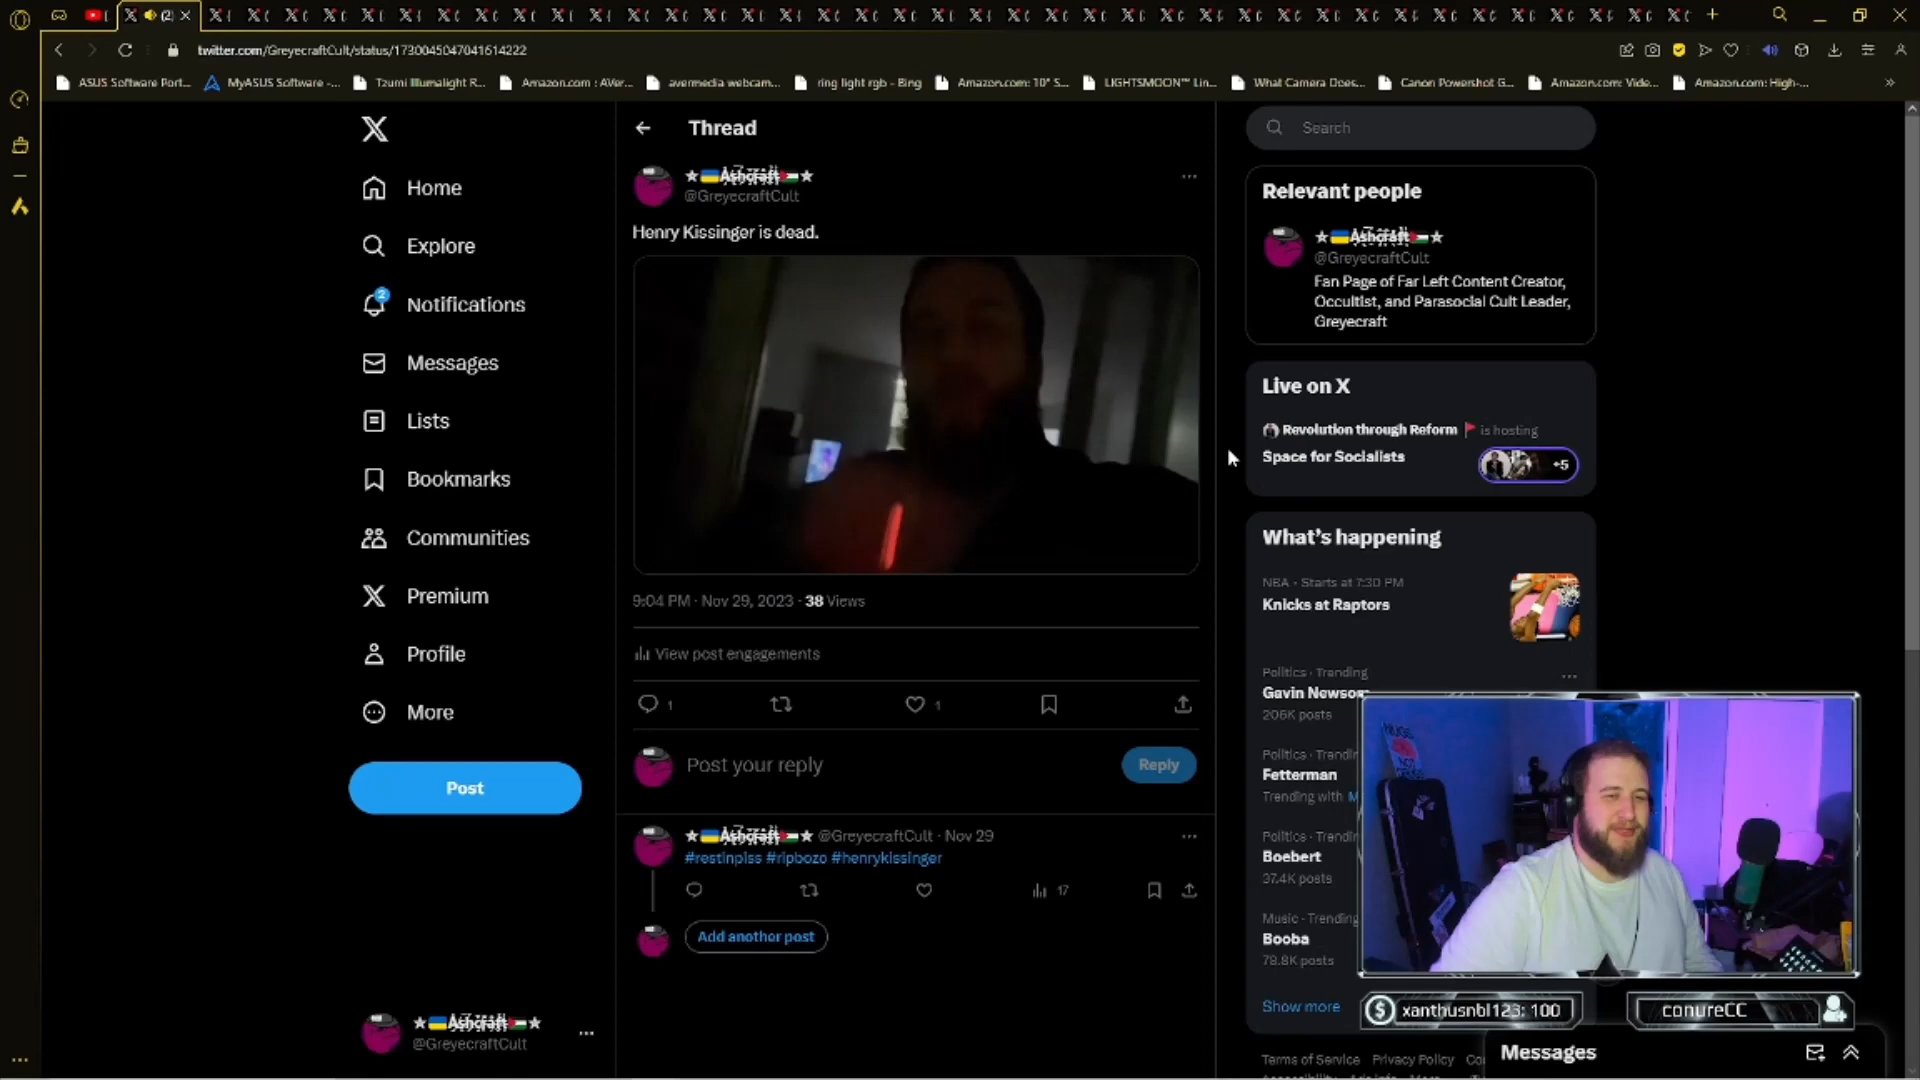 (2)
twitter.com/GreyecraftCult/status/1730045047041614222
ASUS Software Port...
MyASUS Software -...
Tzumi Illumalight R...
Amazon.com : AVer...
avermedia webcam...
ring light rgb - Bing
Amazon.com: 10" S...
LIGHTSMOON™ Lin...
What Camera Does...
Canon Powershot G...
Amazon.com: Vide...
Amazon.com: High-...
Home
Explore
2
Notifications
Messages
Lists
Bookmarks
Communities
Premium
Profile
More
Post
Ashcraft
@GreyecraftCult
Thread
Ashcraft
@GreyecraftCult
Henry Kissinger is dead.
9:04 PM · Nov 29, 2023 · 38 Views
View post engagements
1
1
Post your reply
Reply
Ashcraft @GreyecraftCult · Nov 29
#restinpiss #ripbozo #henrykissinger
17
Add another post
Search
Relevant people
Ashcraft
@GreyecraftCult
Fan Page of Far Left Content Creator,
Occultist, and Parasocial Cult Leader,
Greyecraft
Live on X
Revolution through Reform is hosting
Space for Socialists
+5
What's happening
NBA · Starts at 7:30 PM
Knicks at Raptors
Politics · Trending
Gavin Newsom
206K posts
Politics · Trendin
Fetterman
Trending with M
Politics · Trendin
Boebert
37.4K posts
Music · Trending
Booba
78.8K posts
Show more
xanthusnbl123: 100
conureCC
Terms of Service Privacy Policy Co
Messages